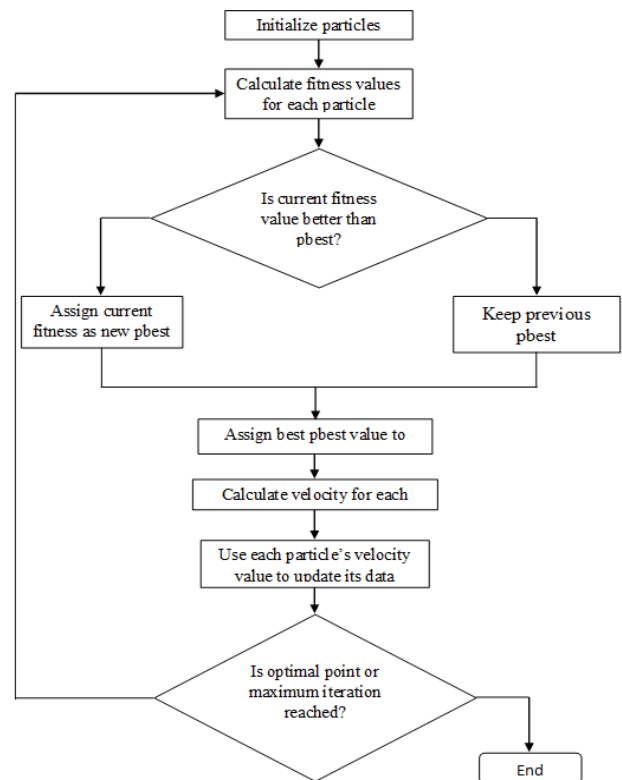 Initialize particles
Calculate fitness values
for each particle
Is current fitness
value better than
pbest?
Assign current
fitness as new pbest
Keep previous
pbest
Assign best pbest value to
Calculate velocity for each
Use each particle's velocity
value to update its data
Is optimal point or
maximum iteration
reached?
End